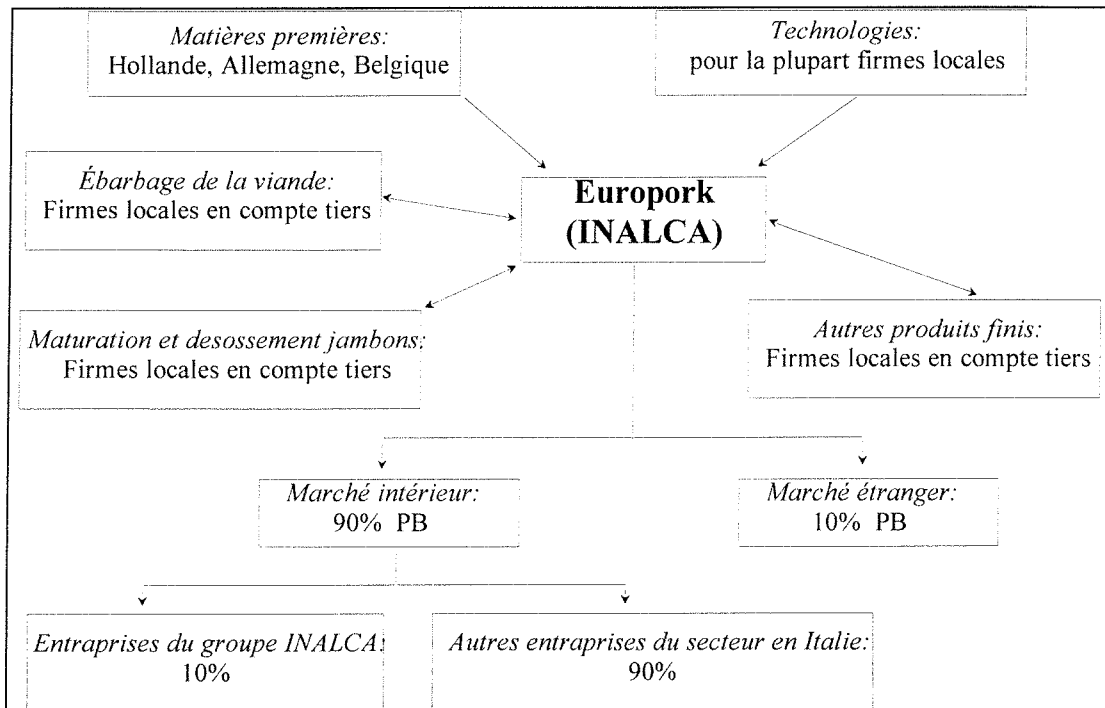 Matières premières:
Hollande, Allemagne, Belgique
Technologies:
pour la plupart firmes locales
Ébarbage de la viande:
Firmes locales en compte tiers
Europork
(INALCA)
Maturation et desossement jambons:
Firmes locales en compte tiers
Autres produits finis:
Firmes locales en compte tiers
Marché intérieur:
90% PB
Marché étranger:
10% PB
Entraprises du groupe INALCA:
10%
Autres entraprises du secteur en Italie:
90%